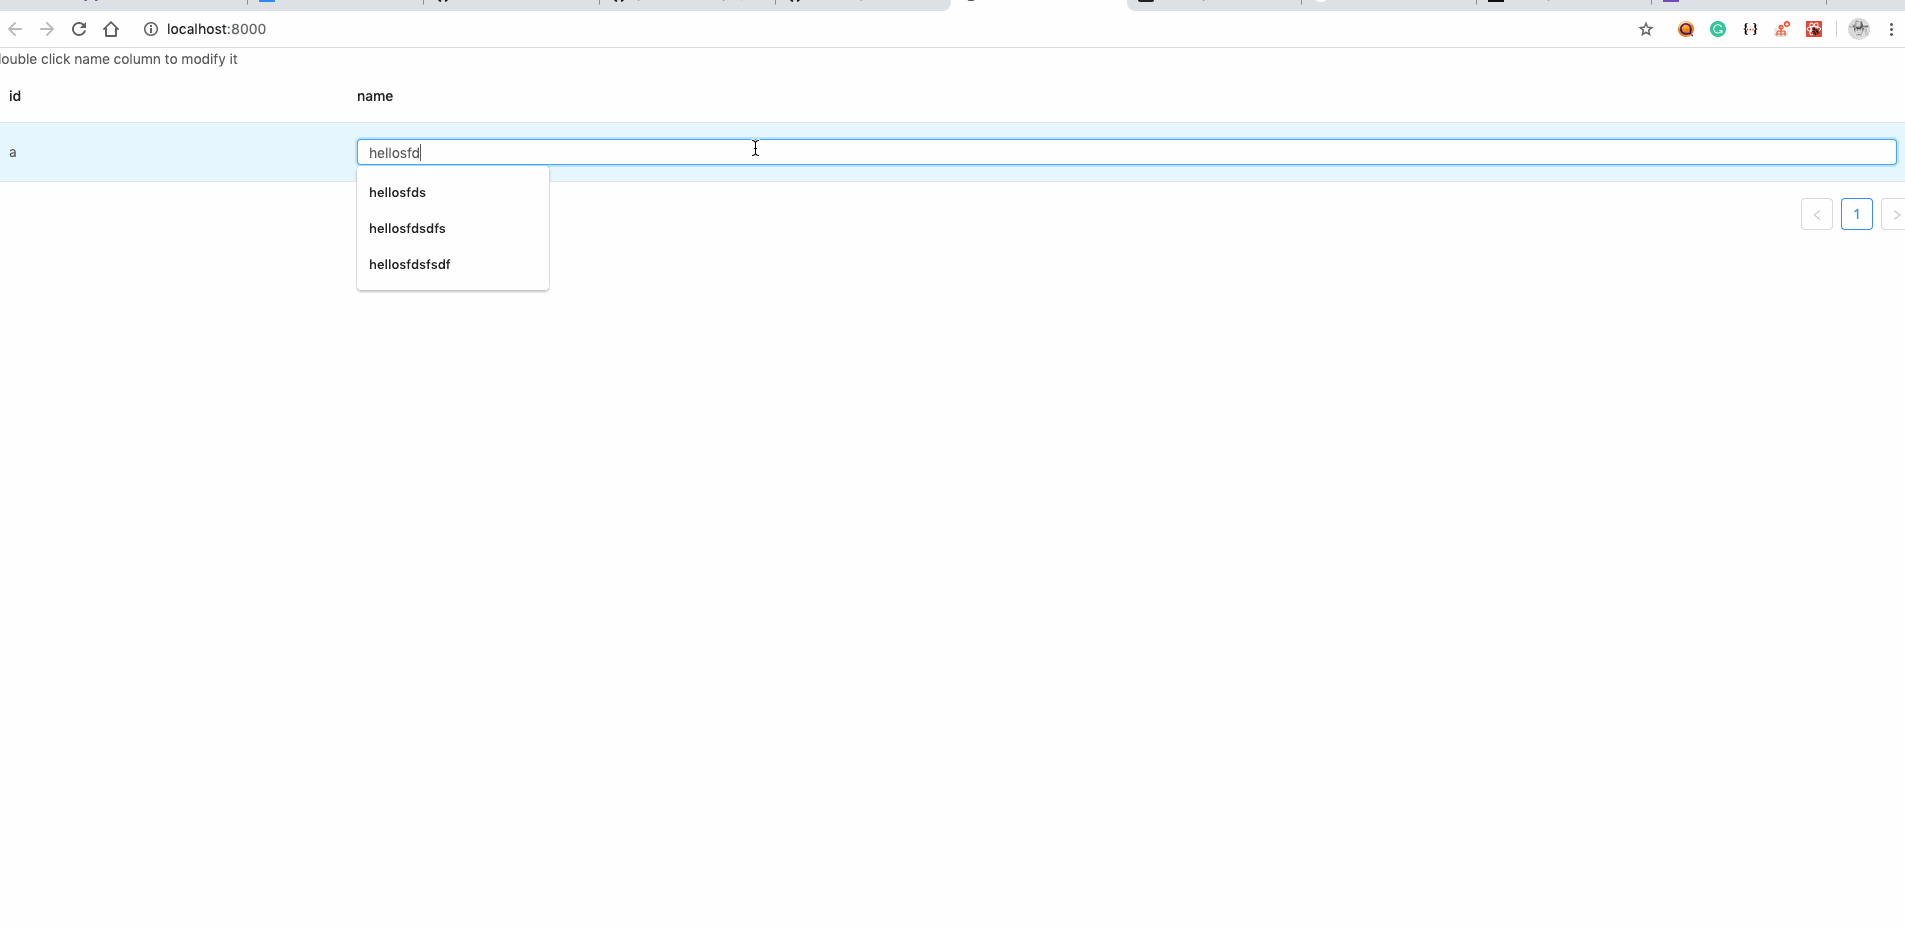 localhost:8000
ouble click name column to modify it
id name
a hellosfd
hellosfds
hellosfdsdfs
hellosfdsfsdf
< 1 >